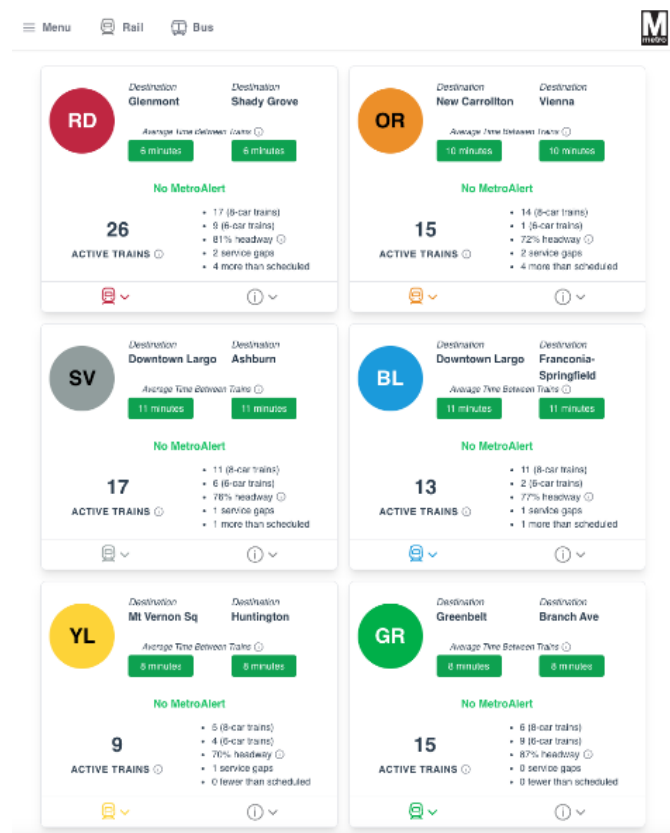 Menu Rail Bus
M
metro
RD
Destination Destination
Glenmont Shady Grove
Average Time Between Trains
6 minutes 6 minutes
No MetroAlert
26
ACTIVE TRAINS
17 (8-car trains)
9 (6-car trains)
81% headway
2 service gaps
4 more than scheduled
OR
Destination Destination
New Carrollton Vienna
Average Time Between Trains
10 minutes 10 minutes
No MetroAlert
15
ACTIVE TRAINS
14 (8-car trains)
1 (6-car trains)
72% headway
2 service gaps
4 more than scheduled
SV
Destination Destination
Downtown Largo Ashburn
Average Time Between Trains
11 minutes 11 minutes
No MetroAlert
17
ACTIVE TRAINS
11 (8-car trains)
6 (6-car trains)
76% headway
1 service gaps
1 more than scheduled
BL
Destination Destination
Downtown Largo Franconia-
Springfield
Average Time Between Trains
11 minutes 11 minutes
No MetroAlert
13
ACTIVE TRAINS
11 (8-car trains)
2 (6-car trains)
77% headway
1 service gaps
1 more than scheduled
YL
Destination Destination
Mt Vernon Sq Huntington
Average Time Between Trains
8 minutes 8 minutes
No MetroAlert
9
ACTIVE TRAINS
5 (8-car trains)
4 (6-car trains)
70% headway
1 service gaps
0 fewer than scheduled
GR
Destination Destination
Greenbelt Branch Ave
Average Time Between Trains
8 minutes 8 minutes
No MetroAlert
15
ACTIVE TRAINS
6 (8-car trains)
9 (6-car trains)
87% headway
0 service gaps
0 fewer than scheduled